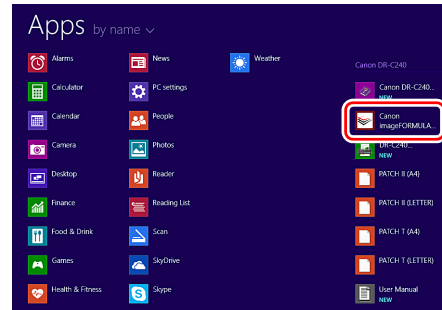 Apps by name
Alarms
Calculator
Calendar
Camera
Desktop
Finance
Food & Drink
Games
Health & Fitness
News
PC settings
People
Photos
Reader
Reading List
Scan
SkyDrive
Skype
Weather
Canon DR-C240
Canon DR-C240...
NEW
Canon
imageFORMULA...
DR-C240...
NEW
PATCH II (A4)
PATCH II (LETTER)
PATCH T (A4)
PATCH T (LETTER)
User Manual
NEW